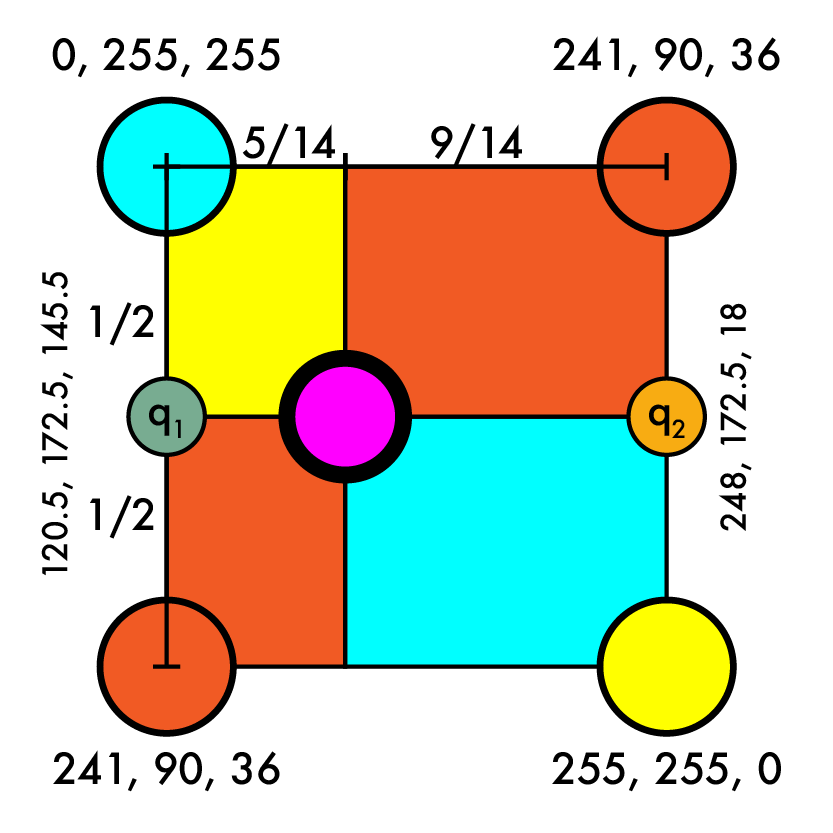 0, 255, 255
241, 90, 36
5/14
9/14
1/2
120.5, 172.5, 145.5
q₁
q₂
248, 172.5, 18
1/2
241, 90, 36
255, 255, 0